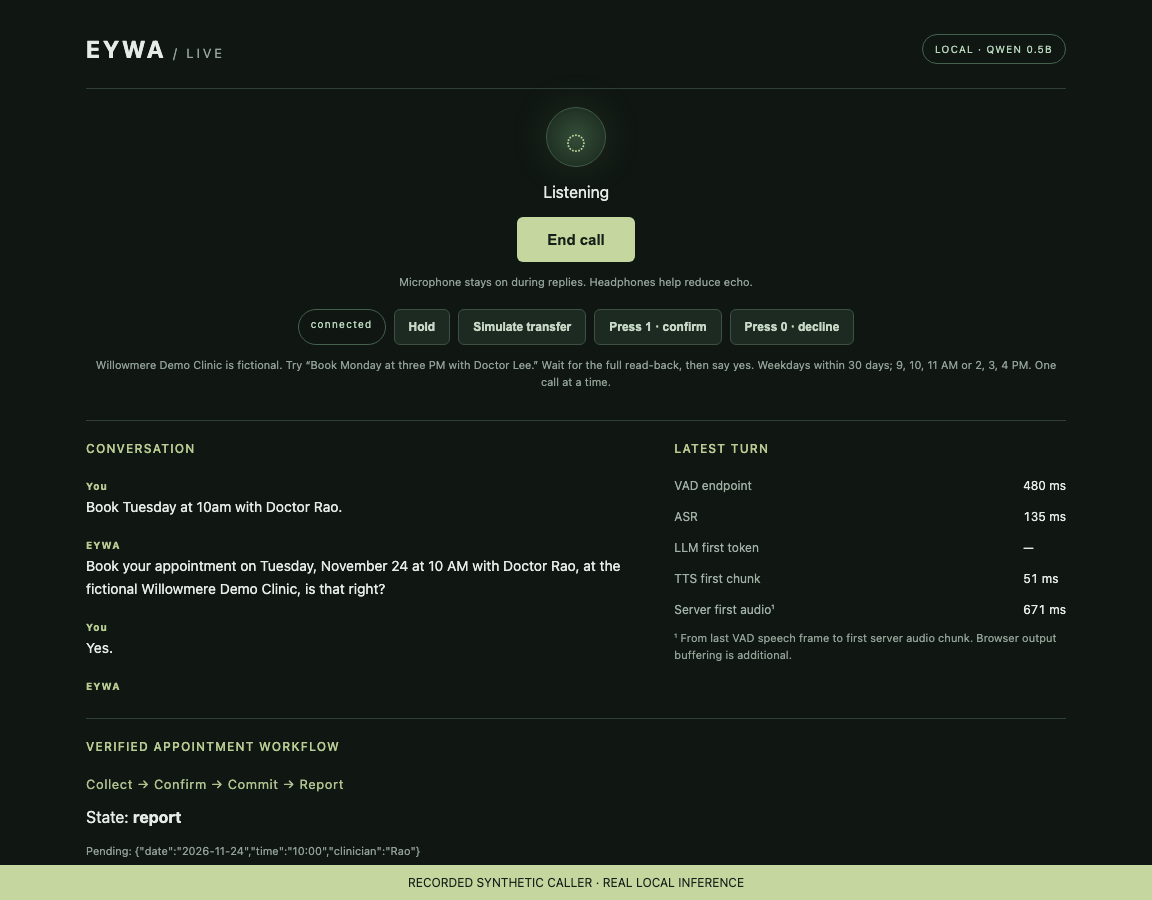 EYWA / LIVE
LOCAL · QWEN 0.5B
Listening
End call
Microphone stays on during replies. Headphones help reduce echo.
connected
Hold
Simulate transfer
Press 1 · confirm
Press 0 · decline
Willowmere Demo Clinic is fictional. Try “Book Monday at three PM with Doctor Lee.” Wait for the full read-back, then say yes. Weekdays within 30 days; 9, 10, 11 AM or 2, 3, 4 PM. One
call at a time.
CONVERSATION
You
Book Tuesday at 10am with Doctor Rao.
EYWA
Book your appointment on Tuesday, November 24 at 10 AM with Doctor Rao, at the
fictional Willowmere Demo Clinic, is that right?
You
Yes.
EYWA
LATEST TURN
VAD endpoint 480 ms
ASR 135 ms
LLM first token —
TTS first chunk 51 ms
Server first audio¹ 671 ms
¹ From last VAD speech frame to first server audio chunk. Browser output
buffering is additional.
VERIFIED APPOINTMENT WORKFLOW
Collect → Confirm → Commit → Report
State: report
Pending: {"date":"2026-11-24","time":"10:00","clinician":"Rao"}
RECORDED SYNTHETIC CALLER · REAL LOCAL INFERENCE